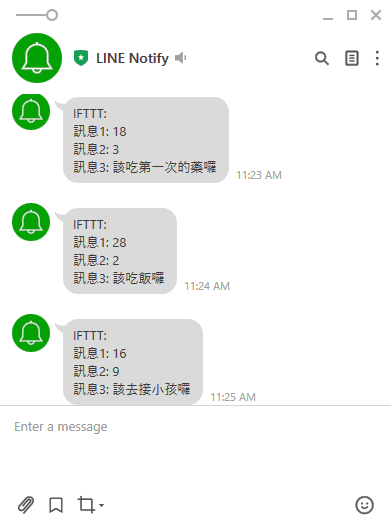 LINE Notify
IFTTT:
訊息1: 18
訊息2: 3
訊息3: 該吃第一次的藥囉
11:23 AM
IFTTT:
訊息1: 28
訊息2: 2
訊息3: 該吃飯囉
11:24 AM
IFTTT:
訊息1: 16
訊息2: 9
訊息3: 該去接小孩囉
11:25 AM
Enter a message